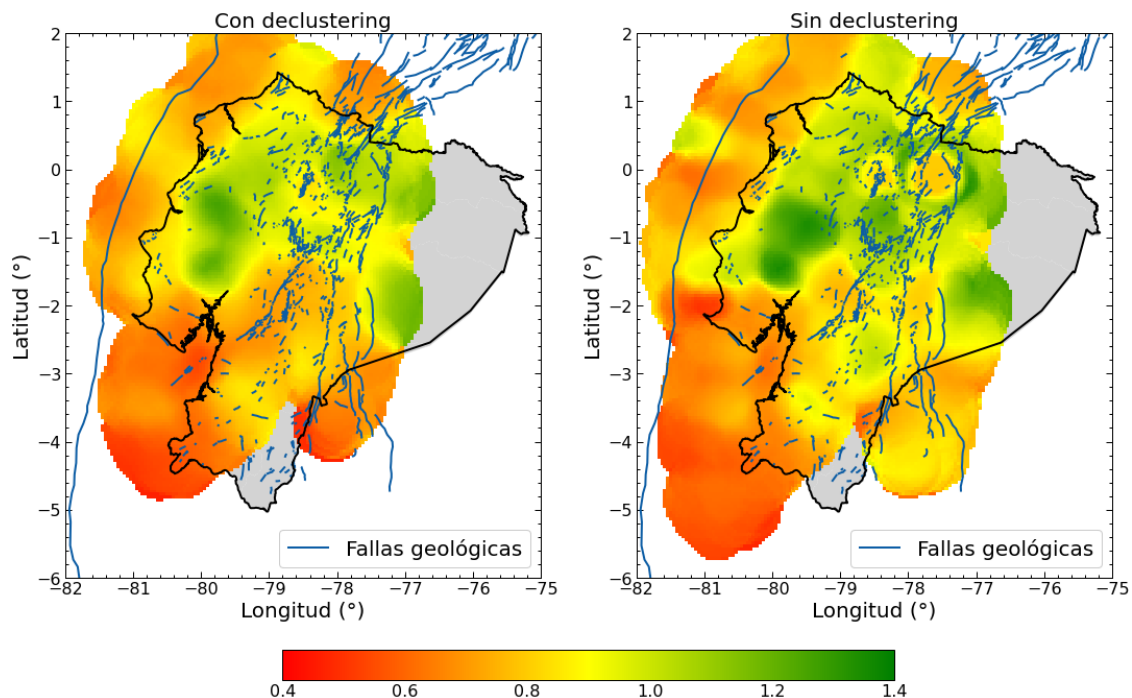 Con declustering
Sin declustering
2
1
0
−1
−2
−3
−4
−5
−6
2
1
0
−1
−2
−3
−4
−5
−6
Latitud (°)
Latitud (°)
Fallas geológicas
Fallas geológicas
−82 −81 −80 −79 −78 −77 −76 −75
−82 −81 −80 −79 −78 −77 −76 −75
Longitud (°)
Longitud (°)
0.4 0.6 0.8 1.0 1.2 1.4